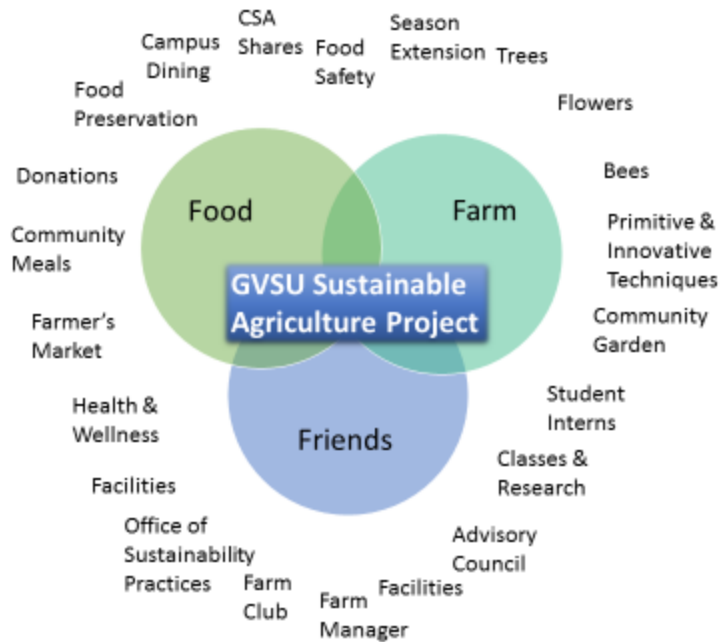 CSA
Shares
Season
Extension
Campus
Dining
Food
Safety
Trees
Food
Preservation
Flowers
Donations
Bees
Food
Farm
Community
Meals
Primitive &
Innovative
Techniques
GVSU Sustainable
Agriculture Project
Farmer's
Market
Community
Garden
Health &
Wellness
Student
Interns
Friends
Facilities
Classes &
Research
Office of
Sustainability
Practices
Advisory
Council
Farm
Club
Facilities
Farm
Manager